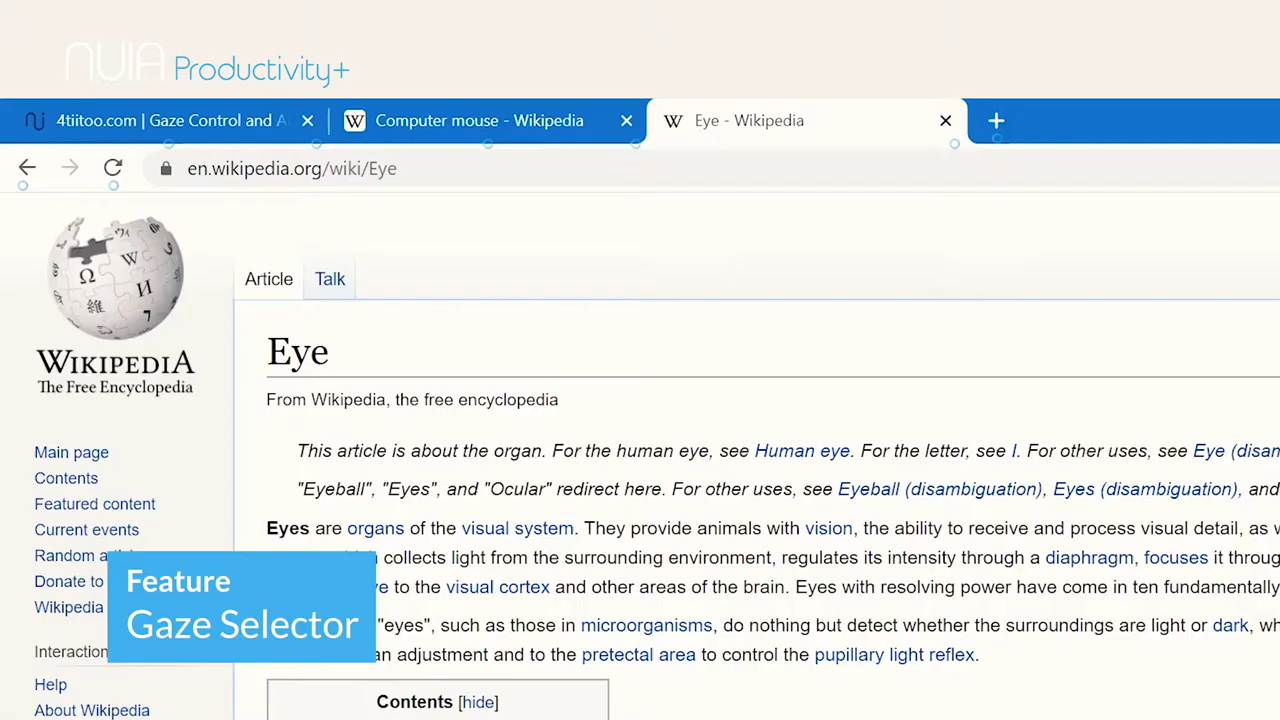 NUIA Productivity+
4tiitoo.com | Gaze Control and
Computer mouse - Wikipedia
Eye - Wikipedia
en.wikipedia.org/wiki/Eye
WIKIPEDIA
The Free Encyclopedia
Main page
Contents
Featured content
Current events
Random
Donate to
Wikipedia
Interaction
Help
About Wikipedia
Article Talk
Eye
From Wikipedia, the free encyclopedia
This article is about the organ. For the human eye, see Human eye. For the letter, see I. For other uses, see Eye
"Eyeball", "Eyes", and "Ocular" redirect here. For other uses, see Eyeball (disambiguation), Eyes (disambiguation), and
Eyes are organs of the visual system. They provide animals with vision, the ability to receive and process visual detail, as
collects light from the surrounding environment, regulates its intensity through a diaphragm, focuses it
to the visual cortex and other areas of the brain. Eyes with resolving power have come in ten fundamentally
"eyes", such as those in microorganisms, do nothing but detect whether the surroundings are light or dark,
an adjustment and to the pretectal area to control the pupillary light reflex.
Contents [hide]
Feature
Gaze Selector